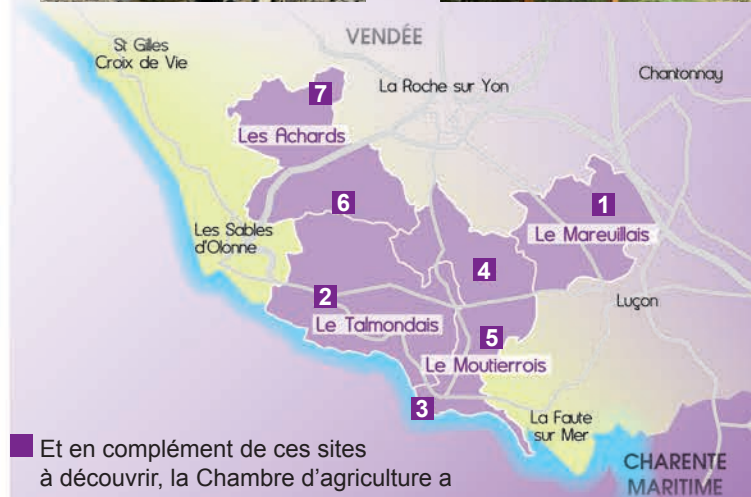 VENDÉE
St Gilles
Croix de Vie
Chantonnay
La Roche sur Yon
7
Les Achards
1
6
Le Mareuillais
Les Sables
d'Olonne
4
2
Luçon
Le Talmondais
5
Le Moutierrois
3
La Faute
sur Mer
Et en complément de ces sites
à découvrir, la Chambre d'agriculture a
CHARENTE
MARITIME